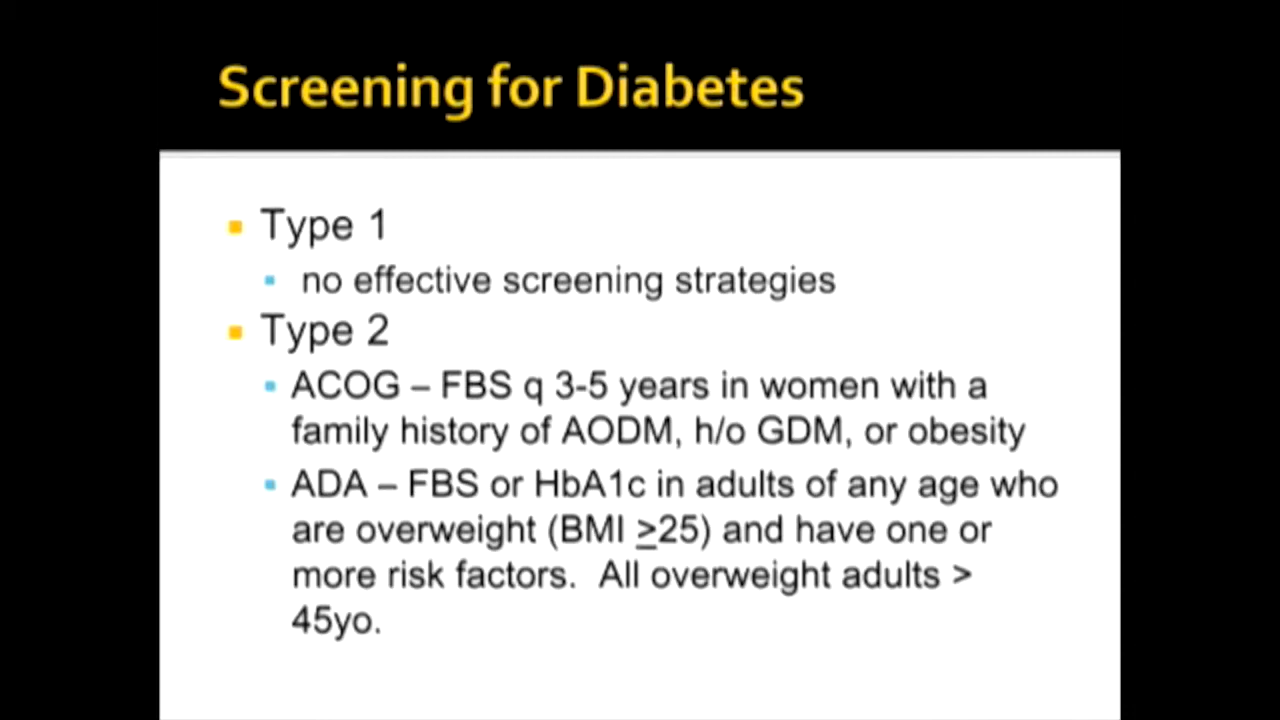 Screening for Diabetes
Type 1
no effective screening strategies
Type 2
ACOG – FBS q 3-5 years in women with a
family history of AODM, h/o GDM, or obesity
ADA – FBS or HbA1c in adults of any age who
are overweight (BMI ≥25) and have one or
more risk factors.  All overweight adults >
45yo.